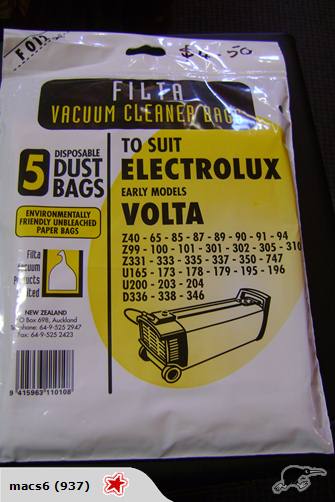 $4-50
FILTA
VACUUM CLEANER BAGS
5 DISPOSABLE
DUST
BAGS
ENVIRONMENTALLY
FRIENDLY UNBLEACHED
PAPER BAGS
Filta
Vacuum
Products
NEW ZEALAND
PO Box 698, Auckland
Telephone: 64-9-525 2947
64-9-525 2423
9 415963 110108
TO SUIT
ELECTROLUX
EARLY MODELS
VOLTA
Z40 - 65 - 85 - 87 - 89 - 90 - 91 - 94
Z99 - 100 - 101 - 301 - 302 - 305 - 310
Z331 - 333 - 335 - 337 - 350 - 747
U165 - 173 - 178 - 179 - 195 - 196
U200 - 203 - 204
D336 - 338 - 346
macs6 (937)